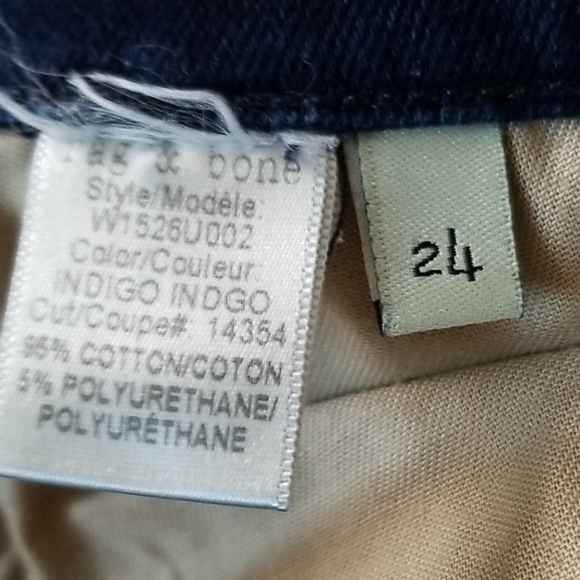 rag & bone
Style/Modèle:
W1526U002
Color/Couleur:
INDIGO INDGO
Cut/Coupe#: 14354
95% COTTON/COTON
5% POLYURETHANE/
POLYURÉTHANE
24